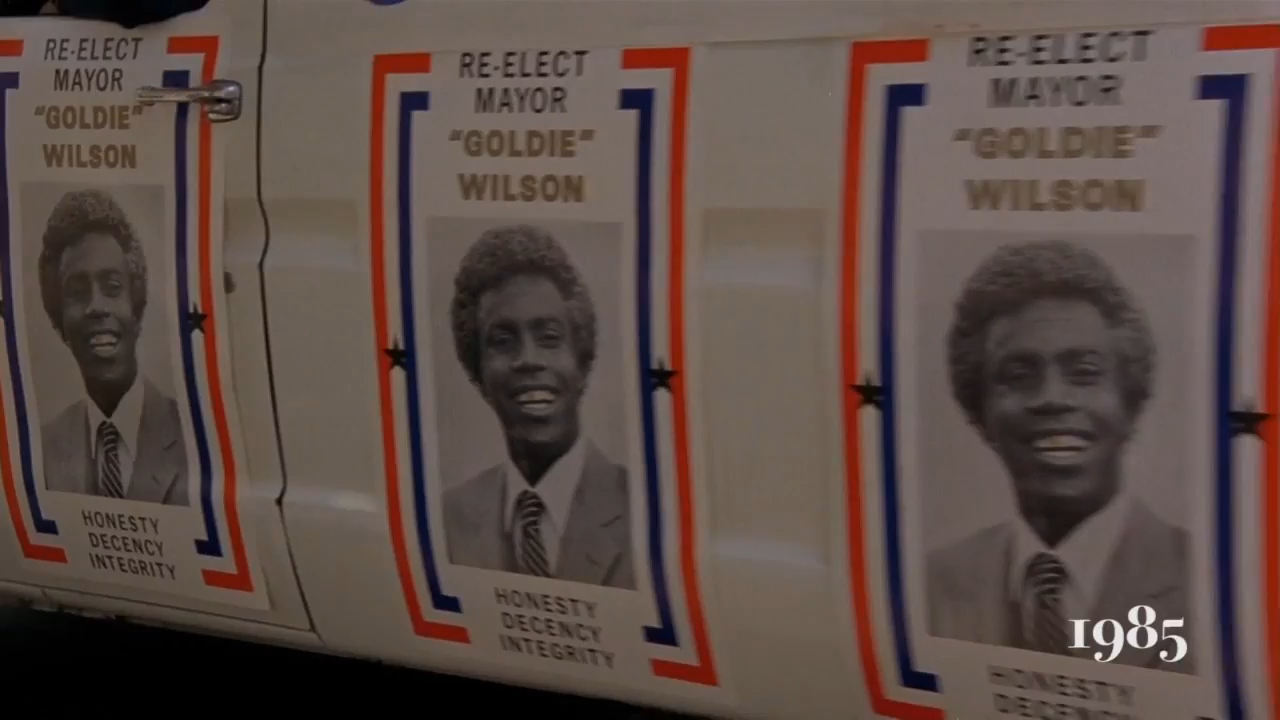 RE-ELECT
MAYOR
"GOLDIE"
WILSON
HONESTY
DECENCY
INTEGRITY
RE-ELECT
MAYOR
"GOLDIE"
WILSON
HONESTY
DECENCY
INTEGRITY
RE-ELECT
MAYOR
"GOLDIE"
WILSON
HONESTY
DECENCY
1985